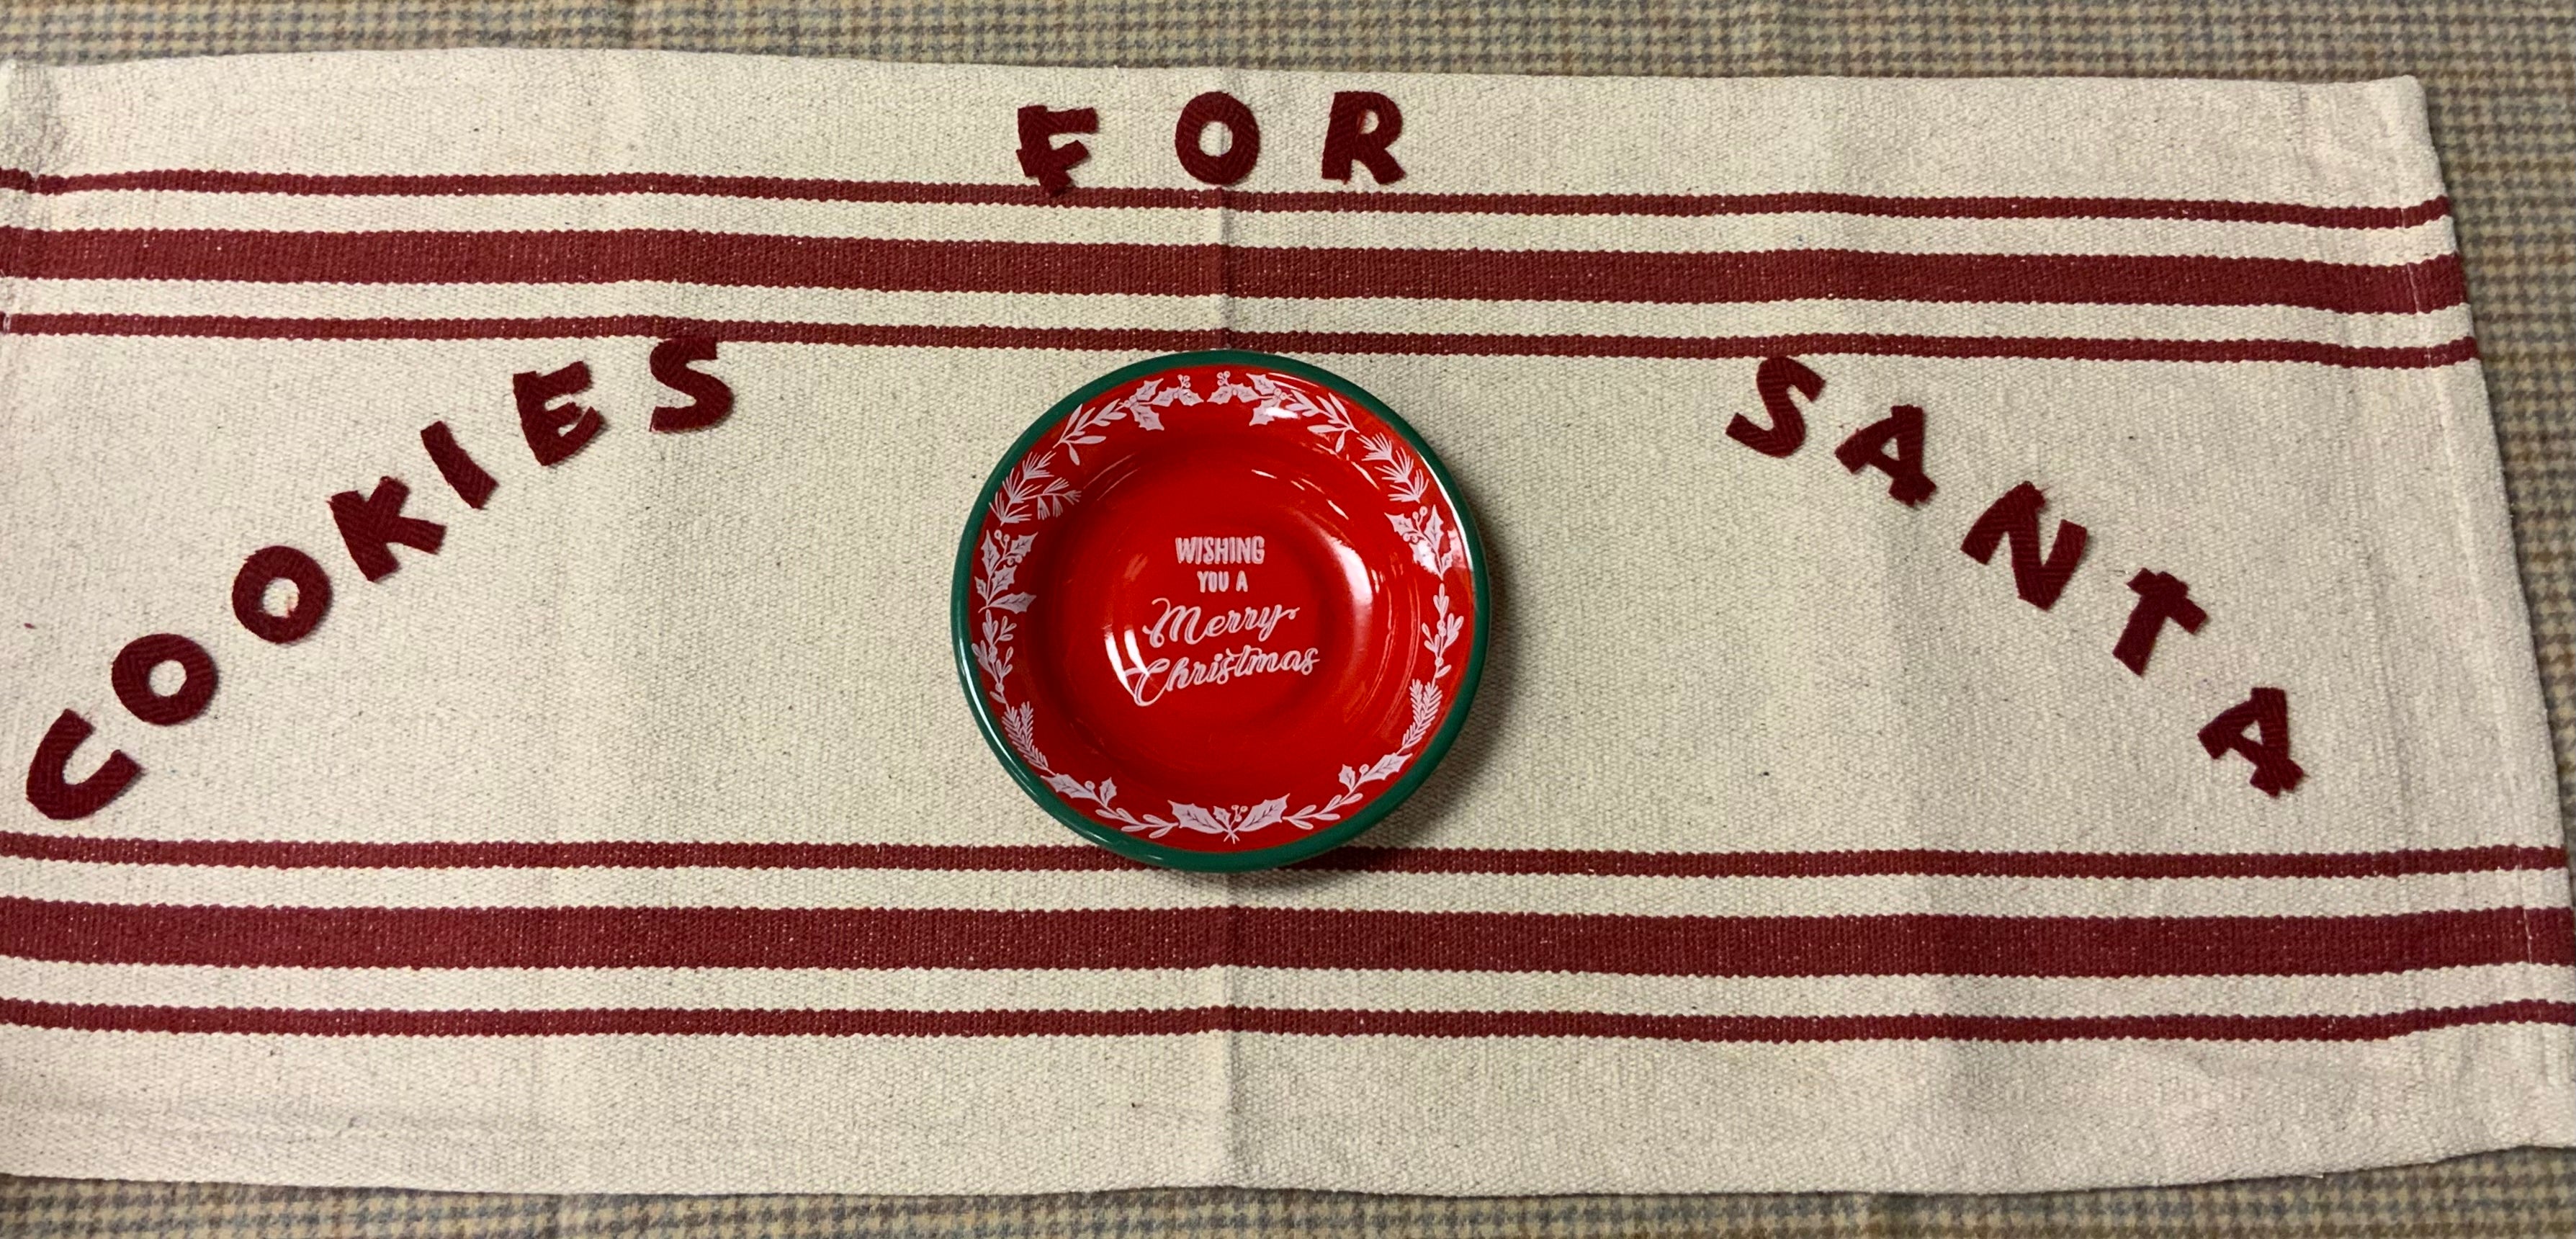 COOKIES
FOR
SANTA
WISHING
YOU A
Merry
Christmas